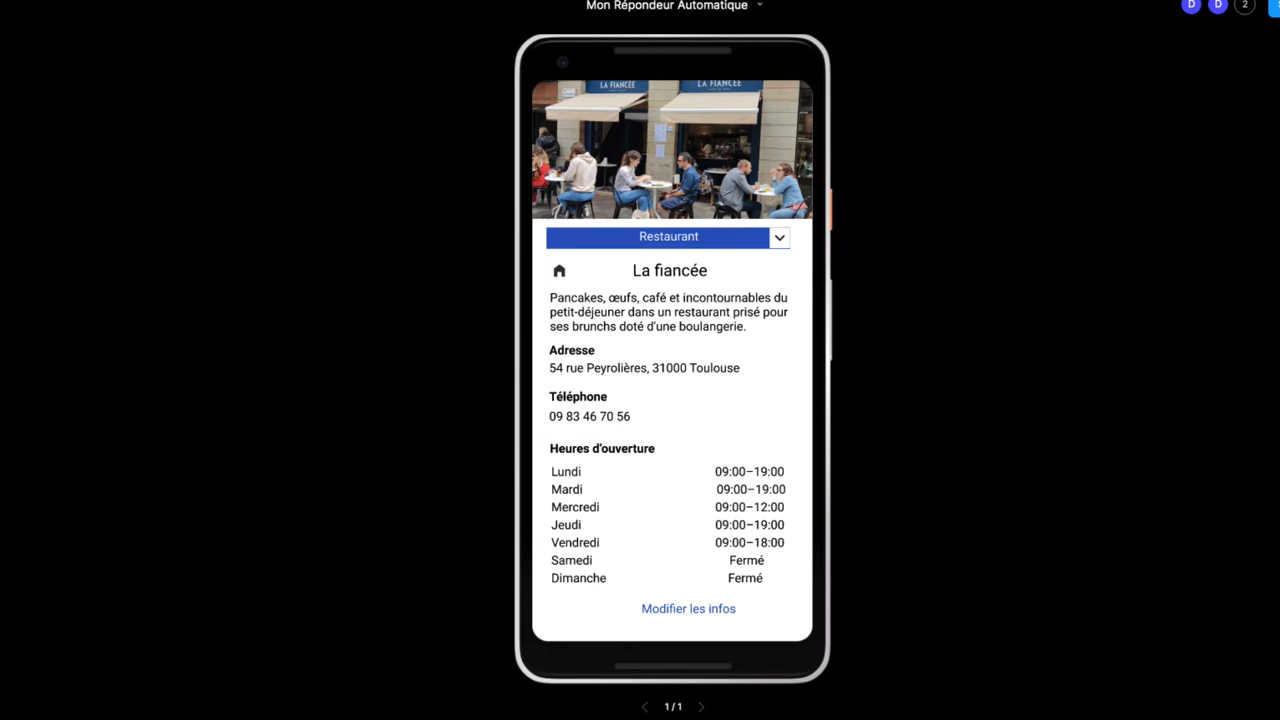 Mon Répondeur Automatique
D D 2
LA FIANCÉE LA FIANCÉE
Restaurant
La fiancée
Pancakes, œufs, café et incontournables du
petit-déjeuner dans un restaurant prisé pour
ses brunchs doté d'une boulangerie.
Adresse
54 rue Peyrolières, 31000 Toulouse
Téléphone
09 83 46 70 56
Heures d'ouverture
Lundi 09:00–19:00
Mardi 09:00–19:00
Mercredi 09:00–12:00
Jeudi 09:00–19:00
Vendredi 09:00–18:00
Samedi Fermé
Dimanche Fermé
Modifier les infos
1 / 1